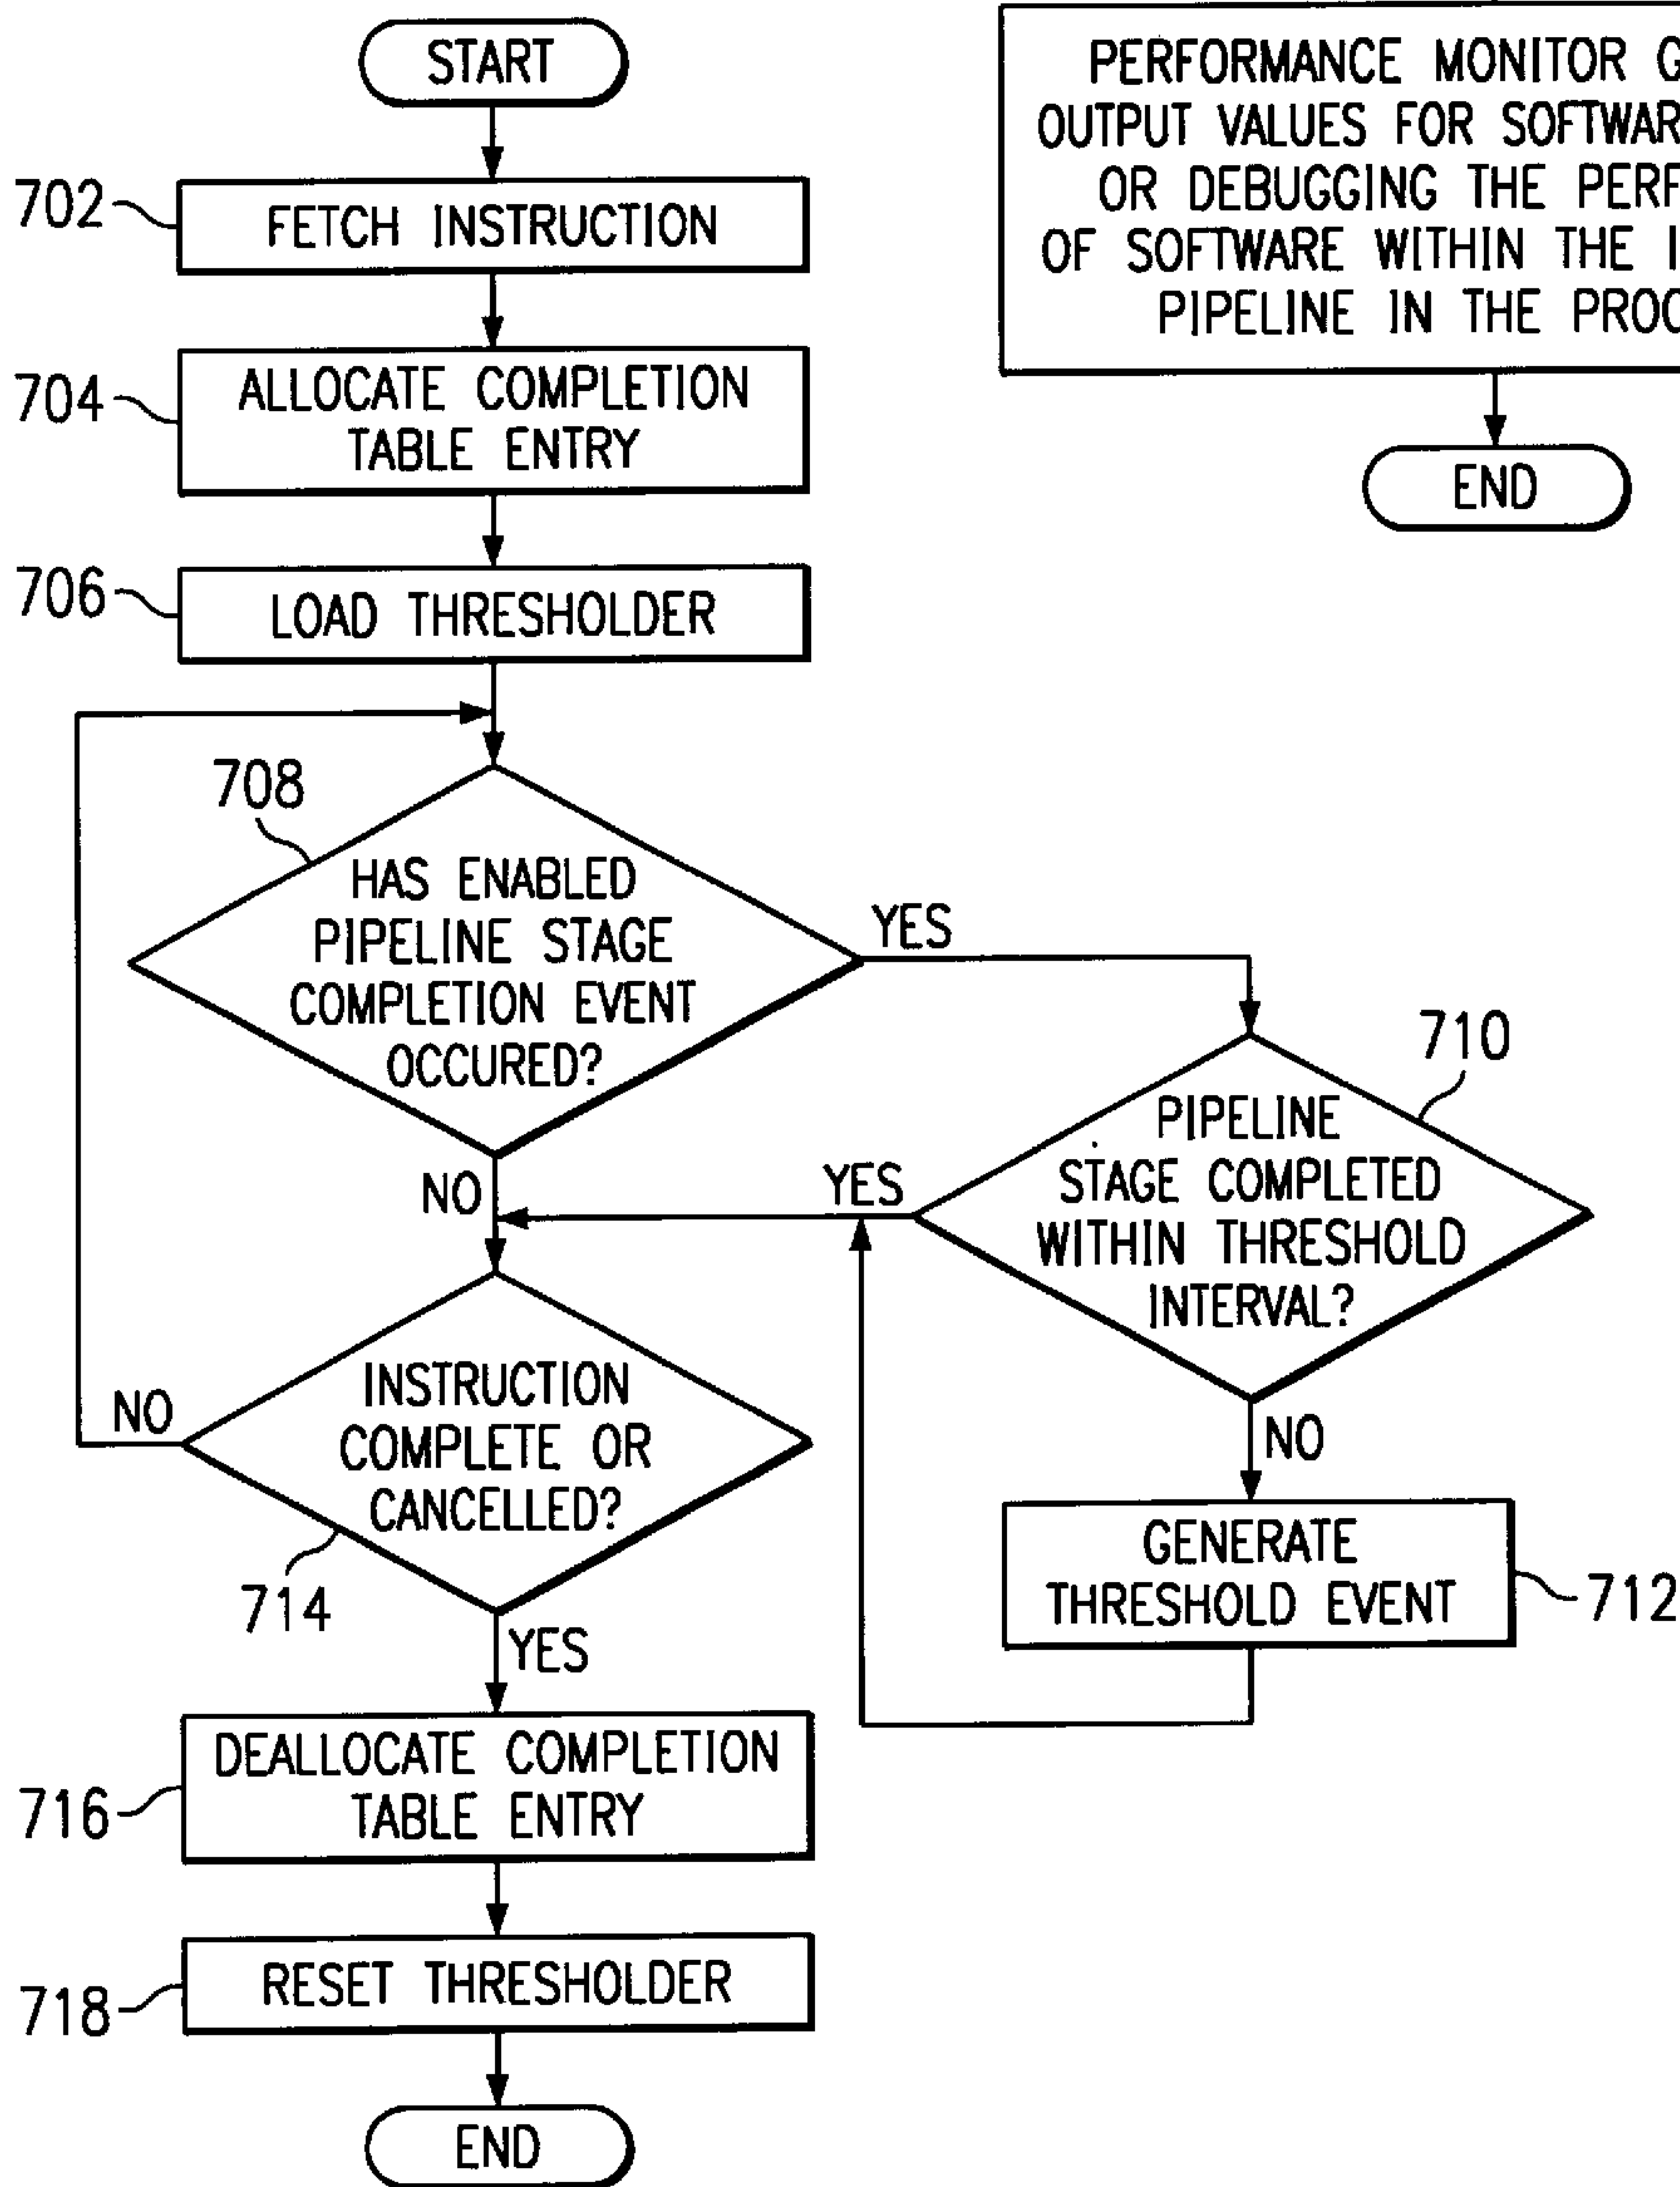 START
702
FETCH INSTRUCTION
704
ALLOCATE COMPLETION
TABLE ENTRY
706
LOAD THRESHOLDER
708
HAS ENABLED
PIPELINE STAGE
COMPLETION EVENT
OCCURED?
YES
NO
710
PIPELINE
STAGE COMPLETED
WITHIN THRESHOLD
INTERVAL?
YES
NO
GENERATE
THRESHOLD EVENT
712
INSTRUCTION
COMPLETE OR
CANCELLED?
NO
714
YES
DEALLOCATE COMPLETION
TABLE ENTRY
716
RESET THRESHOLDER
718
END
PERFORMANCE MONITOR
OUTPUT VALUES FOR
OR DEBUGGING THE
OF SOFTWARE WITHIN THE
PIPELINE IN THE
END